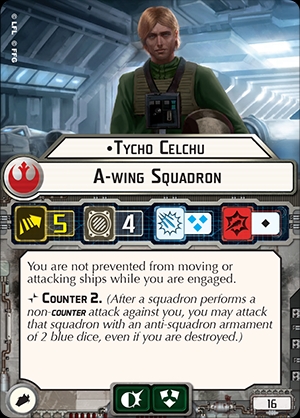 © LFL © FFG
•Tycho Celchu
A-wing Squadron
5 4
You are not prevented from moving or
attacking ships while you are engaged.
Counter 2. (After a squadron performs a
non-counter attack against you, you may attack
that squadron with an anti-squadron armament
of 2 blue dice, even if you are destroyed.)
16